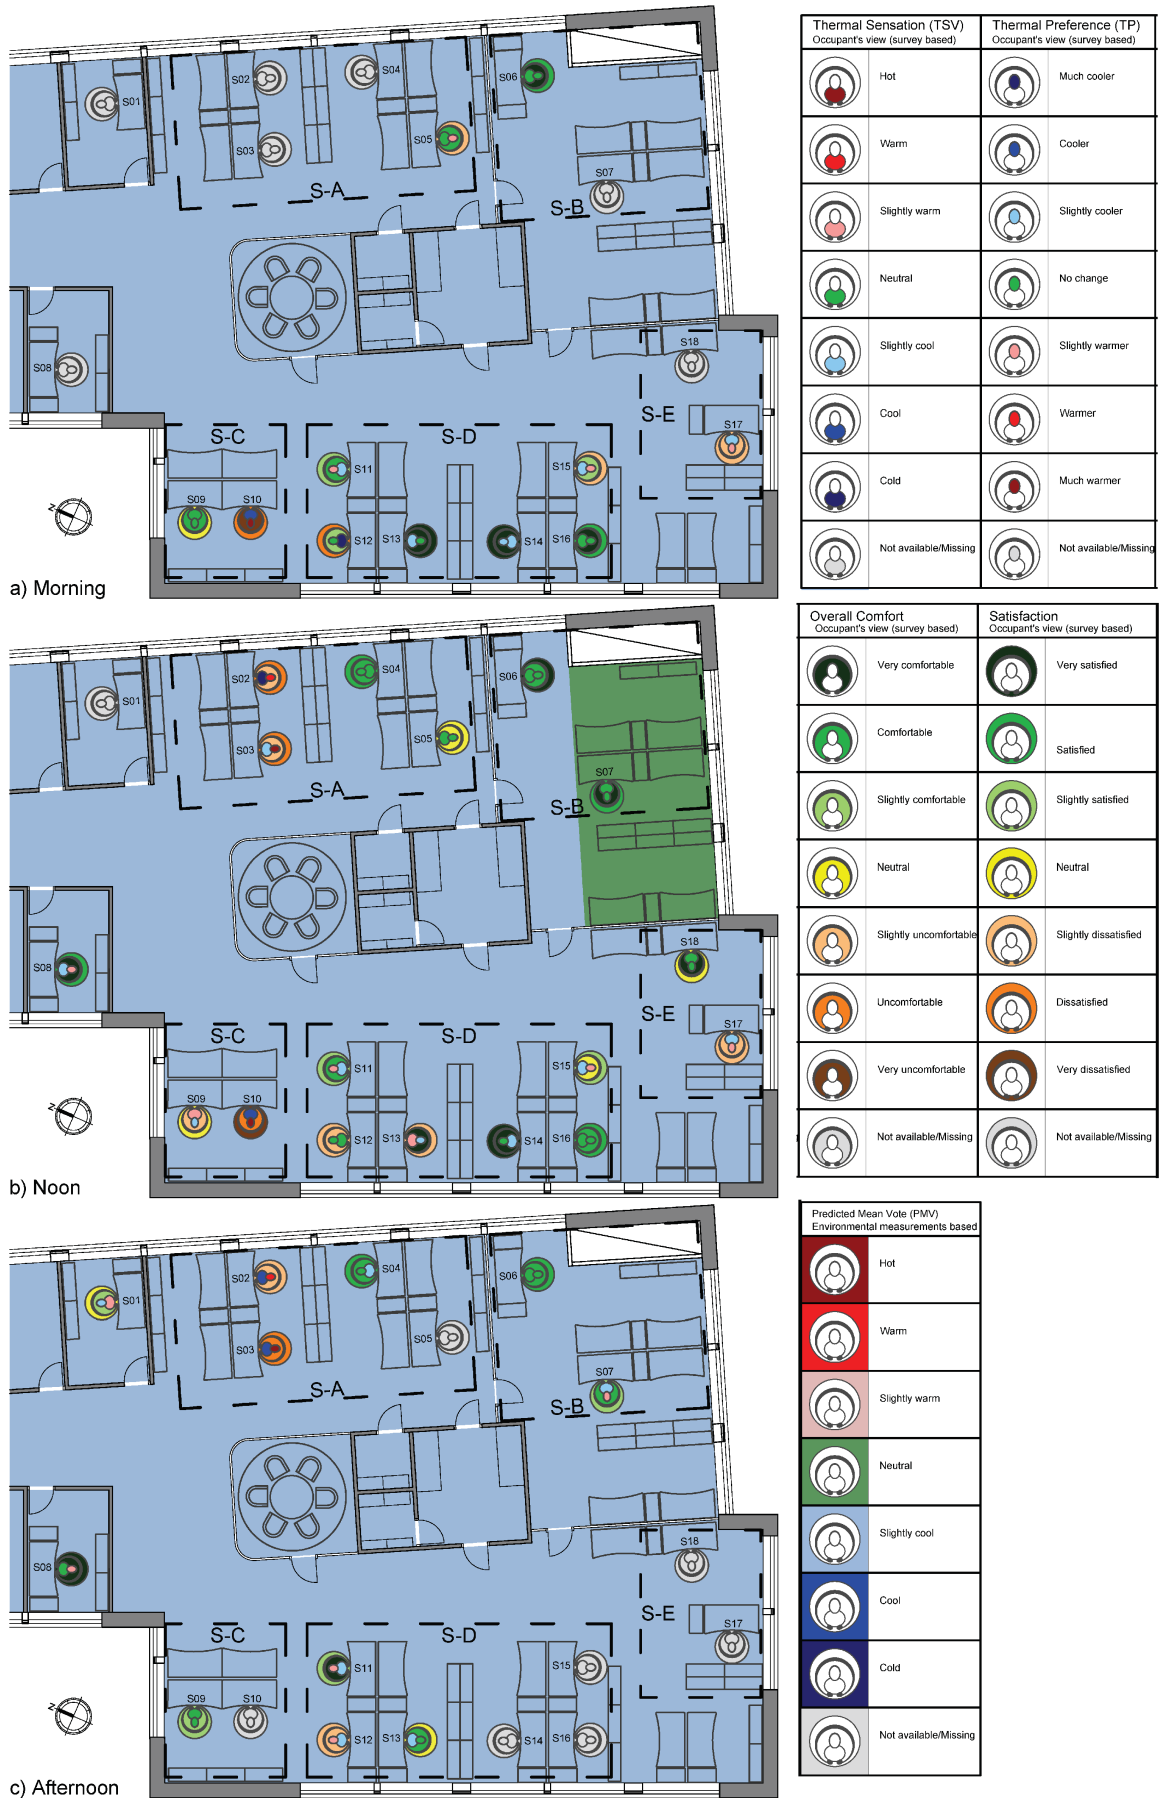 S01
S02
S03
S04
S05
S06
S07
S-A
S-B
S08
S18
S-E
S17
S-C
S-D
S09
S10
S11
S12
S13
S14
S15
S16
N
a) Morning
S01
S02
S03
S04
S05
S06
S07
S-A
S-B
S08
S18
S-E
S17
S-C
S-D
S09
S10
S11
S12
S13
S14
S15
S16
N
b) Noon
S01
S02
S03
S04
S05
S06
S07
S-A
S-B
S08
S18
S-E
S17
S-C
S-D
S09
S10
S11
S12
S13
S14
S15
S16
N
c) Afternoon
Thermal Sensation (TSV)
Occupant's view (survey based)
Thermal Preference (TP)
Occupant's view (survey based)
Hot
Much cooler
Warm
Cooler
Slightly warm
Slightly cooler
Neutral
No change
Slightly cool
Slightly warmer
Cool
Warmer
Cold
Much warmer
Not available/Missing
Not available/Missing
Overall Comfort
Occupant's view (survey based)
Satisfaction
Occupant's view (survey based)
Very comfortable
Very satisfied
Comfortable
Satisfied
Slightly comfortable
Slightly satisfied
Neutral
Neutral
Slightly uncomfortable
Slightly dissatisfied
Uncomfortable
Dissatisfied
Very uncomfortable
Very dissatisfied
Not available/Missing
Not available/Missing
Predicted Mean Vote (PMV)
Environmental measurements based
Hot
Warm
Slightly warm
Neutral
Slightly cool
Cool
Cold
Not available/Missing